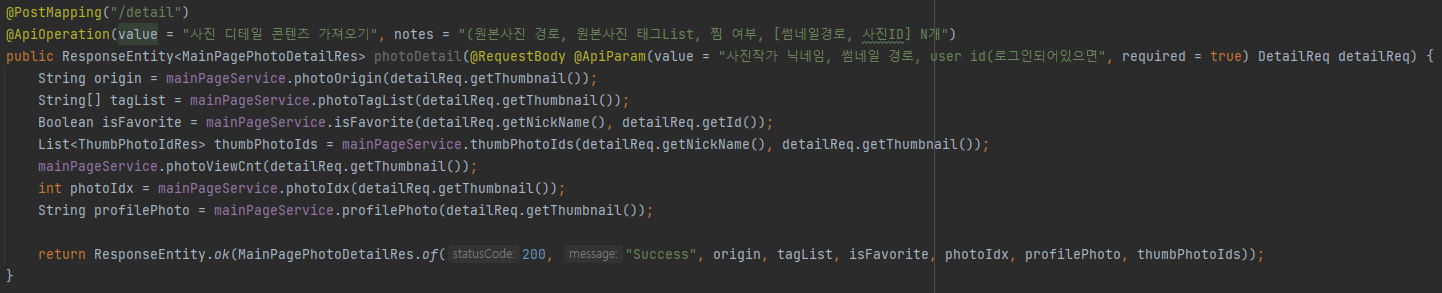 @PostMapping("/detail")
@ApiOperation(value = "사진 디테일 콘텐츠 가져오기", notes = "(원본사진 경로, 원본사진 태그List, 찜 여부, [썸네일경로, 사진ID] N개")
public ResponseEntity<MainPagePhotoDetailRes> photoDetail(@RequestBody @ApiParam(value = "사진작가 닉네임, 썸네일 경로, user id(로그인되어있으면", required = true) DetailReq detailReq) {
    String origin = mainPageService.photoOrigin(detailReq.getThumbnail());
    String[] tagList = mainPageService.photoTagList(detailReq.getThumbnail());
    Boolean isFavorite = mainPageService.isFavorite(detailReq.getNickName(), detailReq.getId());
    List<ThumbPhotoIdRes> thumbPhotoIds = mainPageService.thumbPhotoIds(detailReq.getNickName(), detailReq.getThumbnail());
    mainPageService.photoViewCnt(detailReq.getThumbnail());
    int photoIdx = mainPageService.photoIdx(detailReq.getThumbnail());
    String profilePhoto = mainPageService.profilePhoto(detailReq.getThumbnail());
    return ResponseEntity.ok(MainPagePhotoDetailRes.of( statusCode: 200, message: "Success", origin, tagList, isFavorite, photoIdx, profilePhoto, thumbPhotoIds));
}